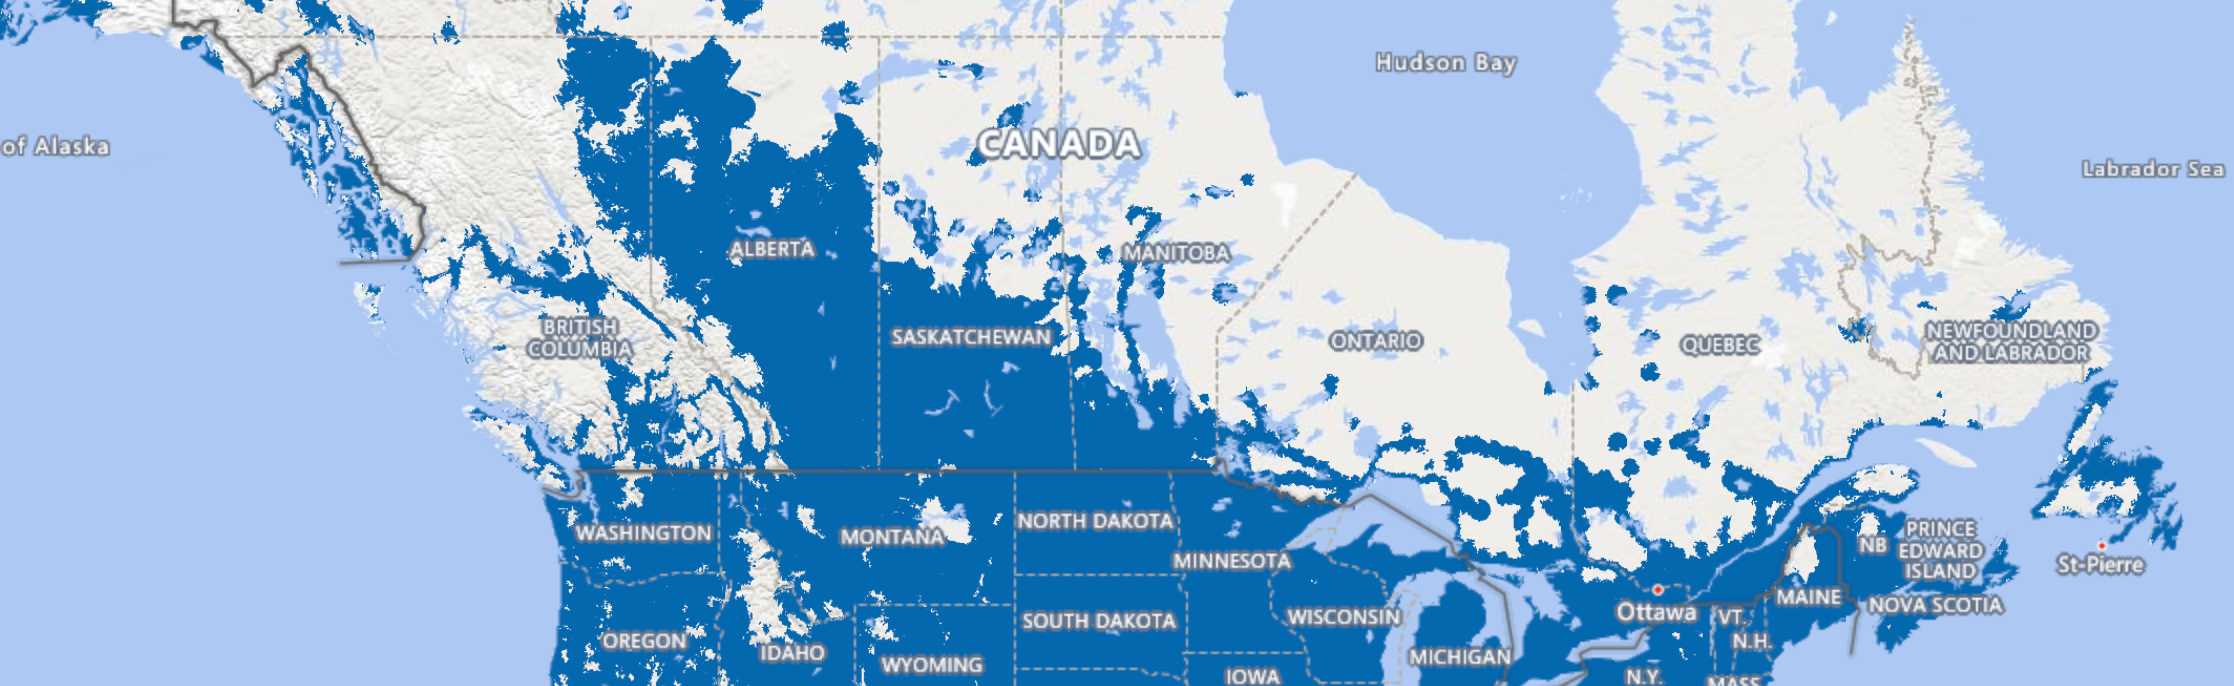 Hudson Bay
CANADA
of Alaska
Labrador Sea
ALBERTA
MANITOBA
BRITISH
COLUMBIA
SASKATCHEWAN
ONTARIO
QUEBEC
NEWFOUNDLAND
AND LABRADOR
WASHINGTON
MONTANA
NORTH DAKOTA
MINNESOTA
NB
PRINCE
EDWARD
ISLAND
St-Pierre
OREGON
IDAHO
WYOMING
SOUTH DAKOTA
WISCONSIN
MICHIGAN
IOWA
Ottawa
VT.
N.H.
MAINE
NOVA SCOTIA
N.Y.
MASS